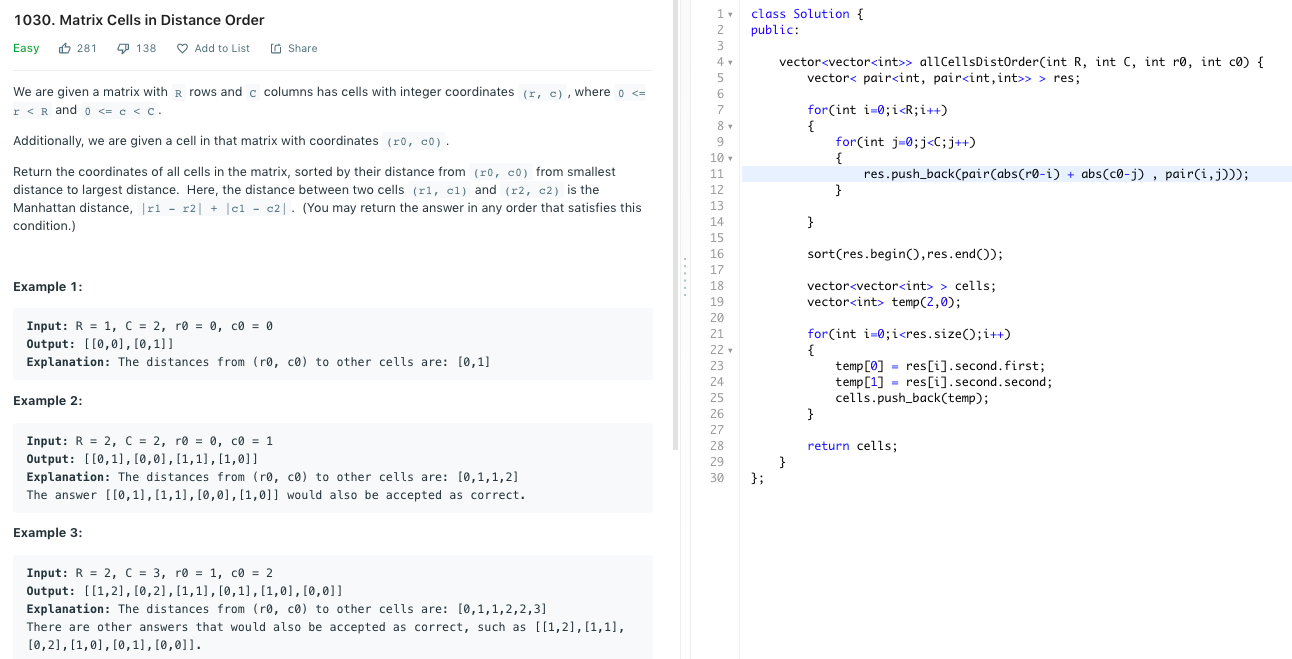 1030. Matrix Cells in Distance Order
Easy 281 138 Add to List Share
We are given a matrix with R rows and C columns has cells with integer coordinates (r, c), where 0 <=
r < R and 0 <= c < C.
Additionally, we are given a cell in that matrix with coordinates (r0, c0).
Return the coordinates of all cells in the matrix, sorted by their distance from (r0, c0) from smallest
distance to largest distance.  Here, the distance between two cells (r1, c1) and (r2, c2) is the
Manhattan distance, |r1 - r2| + |c1 - c2|.  (You may return the answer in any order that satisfies this
condition.)
Example 1:
Input: R = 1, C = 2, r0 = 0, c0 = 0
Output: [[0,0],[0,1]]
Explanation: The distances from (r0, c0) to other cells are: [0,1]
Example 2:
Input: R = 2, C = 2, r0 = 0, c0 = 1
Output: [[0,1],[0,0],[1,1],[1,0]]
Explanation: The distances from (r0, c0) to other cells are: [0,1,1,2]
The answer [[0,1],[1,1],[0,0],[1,0]] would also be accepted as correct.
Example 3:
Input: R = 2, C = 3, r0 = 1, c0 = 2
Output: [[1,2],[0,2],[1,1],[0,1],[1,0],[0,0]]
Explanation: The distances from (r0, c0) to other cells are: [0,1,1,2,2,3]
There are other answers that would also be accepted as correct, such as [[1,2],[1,1],
[0,2],[1,0],[0,1],[0,0]].
1 class Solution {
2 public:
3
4     vector<vector<int>> allCellsDistOrder(int R, int C, int r0, int c0) {
5         vector< pair<int, pair<int,int>> > res;
6
7         for(int i=0;i<R;i++)
8         {
9             for(int j=0;j<C;j++)
10             {
11                 res.push_back(pair(abs(r0-i) + abs(c0-j) , pair(i,j)));
12             }
13
14         }
15
16         sort(res.begin(),res.end());
17
18         vector<vector<int> > cells;
19         vector<int> temp(2,0);
20
21         for(int i=0;i<res.size();i++)
22         {
23             temp[0] = res[i].second.first;
24             temp[1] = res[i].second.second;
25             cells.push_back(temp);
26         }
27
28         return cells;
29     }
30 };